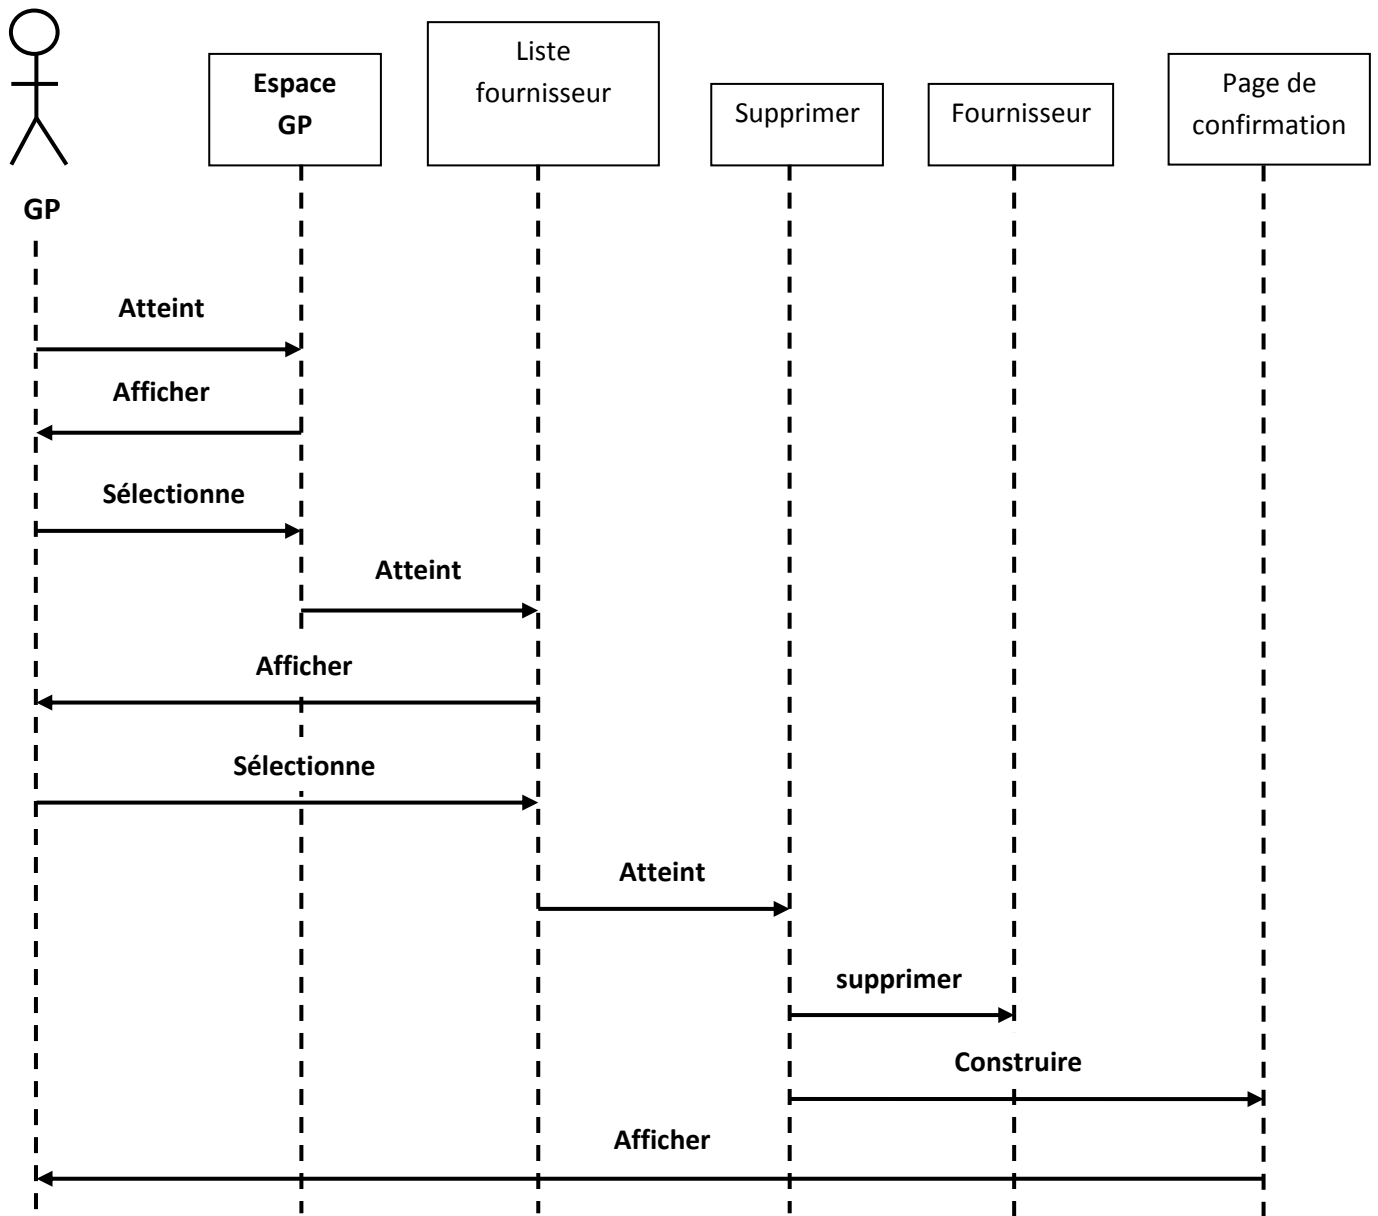 Espace
GP
Liste
fournisseur
Supprimer
Fournisseur
Page de
confirmation
GP
Atteint
Afficher
Sélectionne
Atteint
Afficher
Sélectionne
Atteint
supprimer
Construire
Afficher